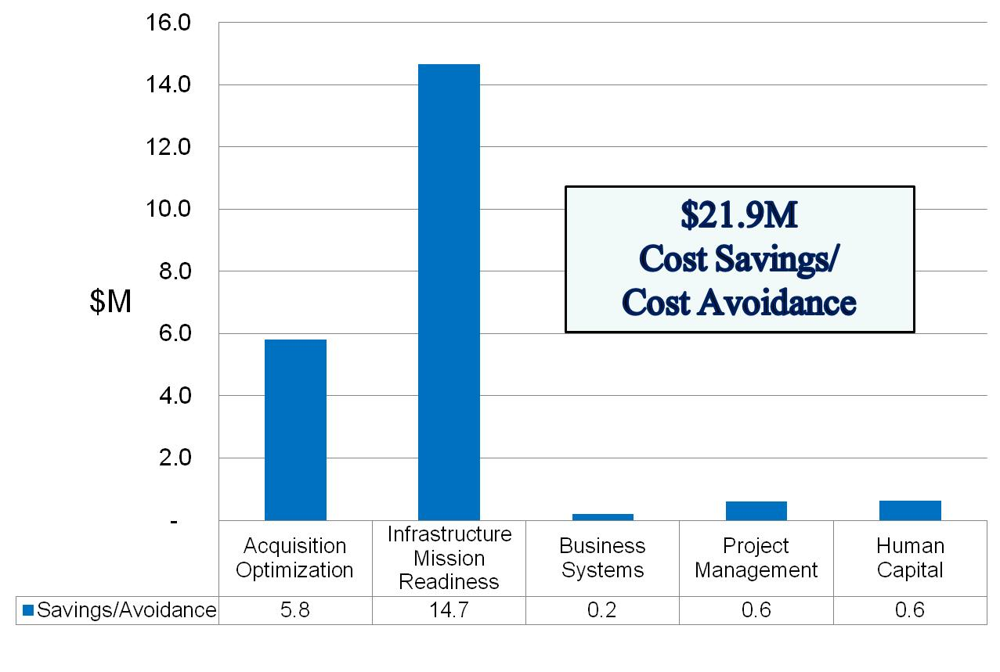 16.0
14.0
12.0
10.0
8.0
6.0
4.0
2.0
-
$M
$21.9M
Cost Savings/
Cost Avoidance
Acquisition
Optimization
Infrastructure
Mission
Readiness
Business
Systems
Project
Management
Human
Capital
Savings/Avoidance 5.8 14.7 0.2 0.6 0.6